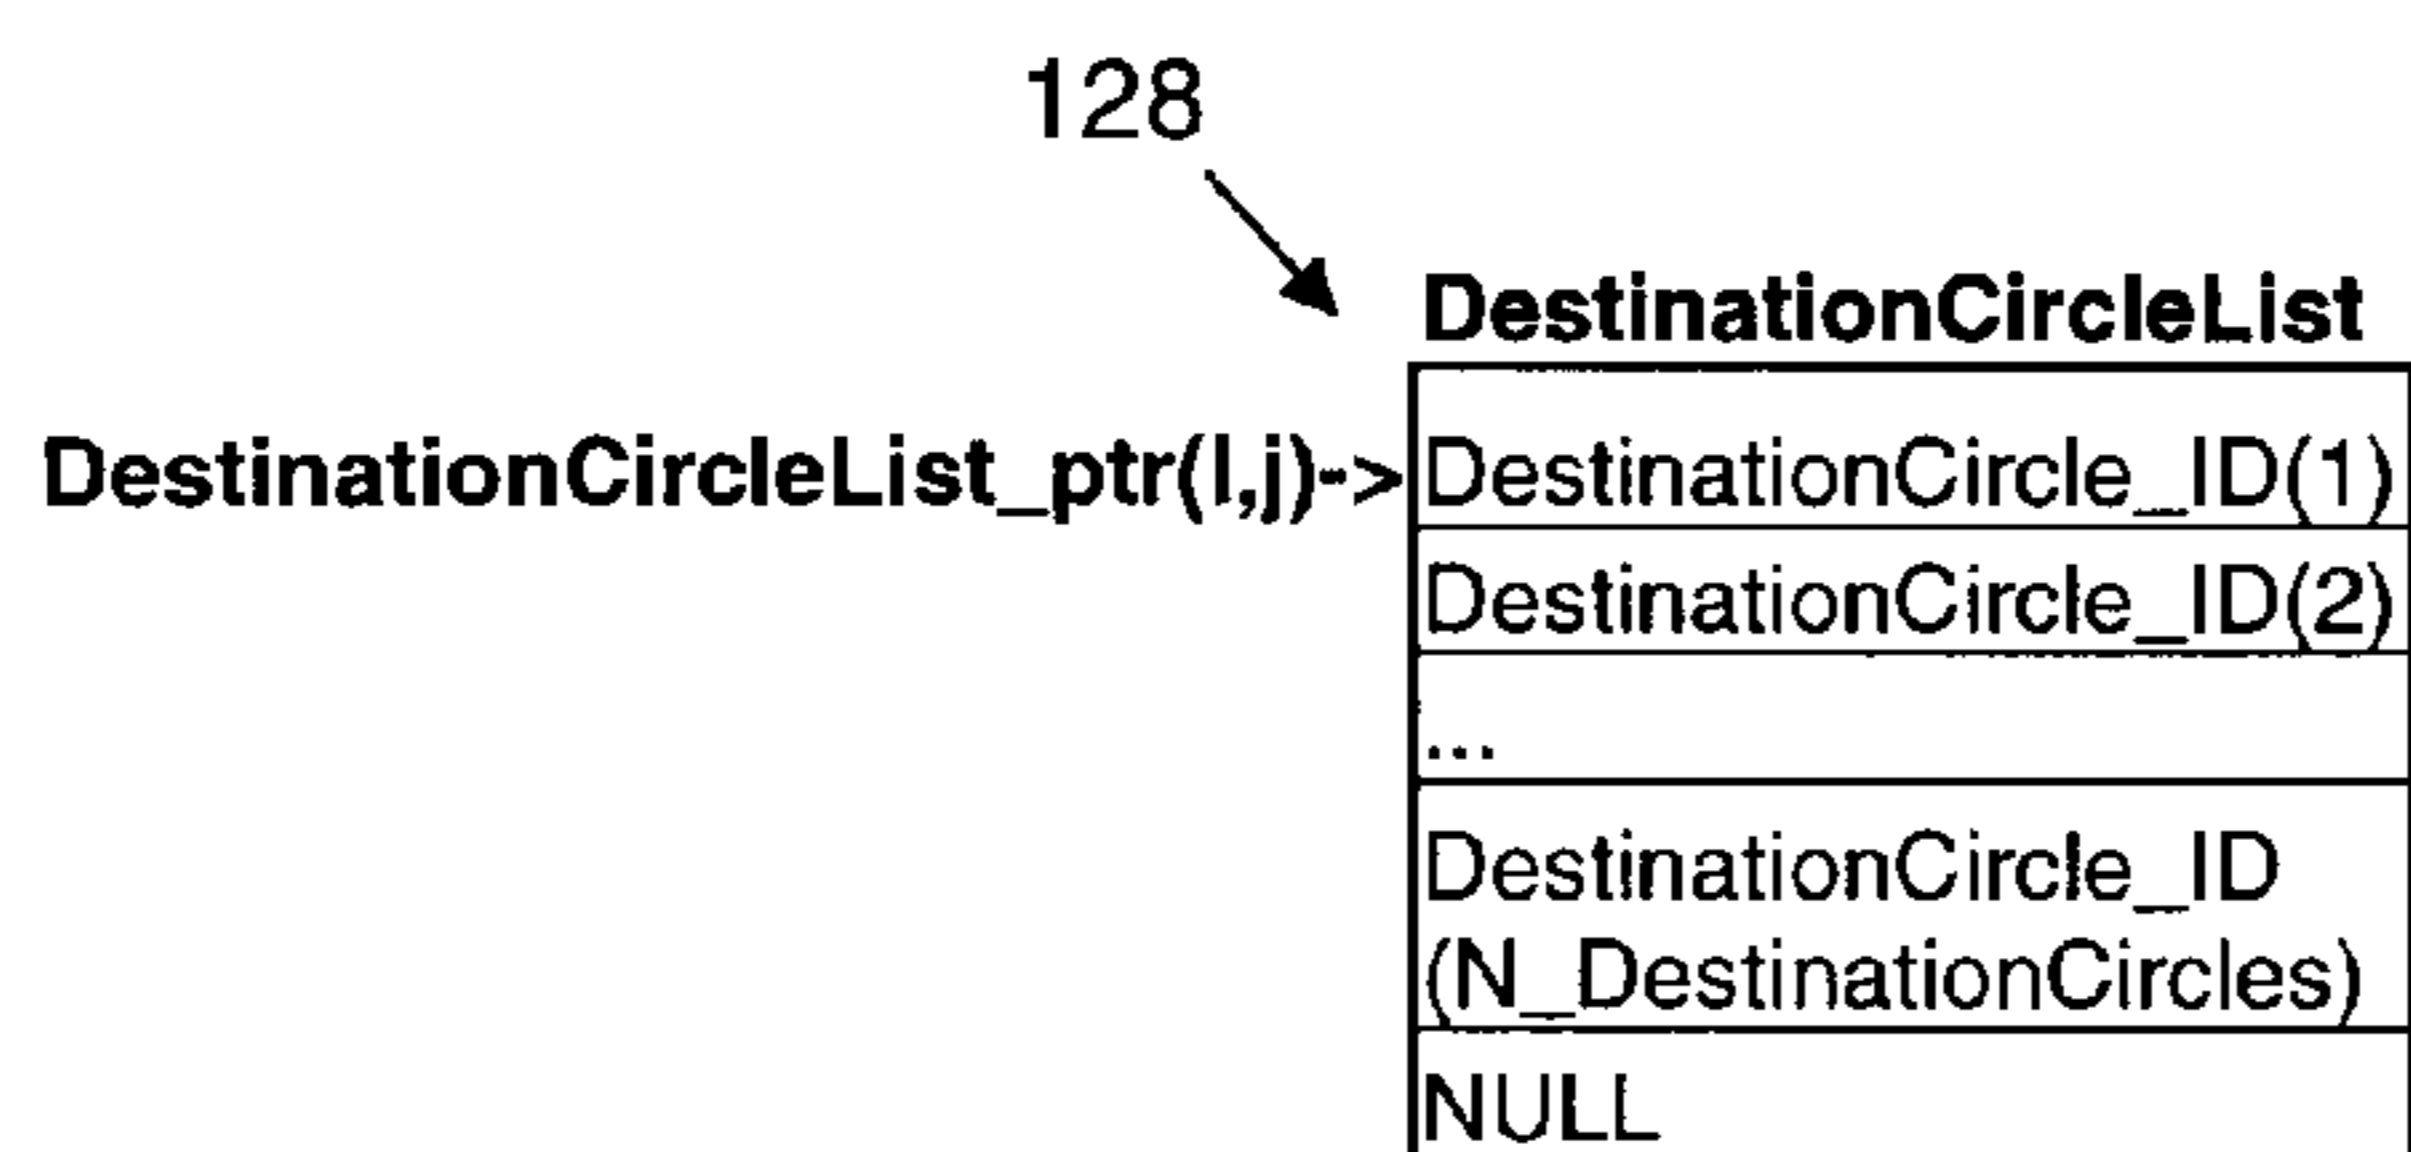 128
DestinationCircleList
DestinationCircleList_ptr(I,j)->
DestinationCircle_ID(1)
DestinationCircle_ID(2)
...
DestinationCircle_ID
(N_DestinationCircles)
NULL